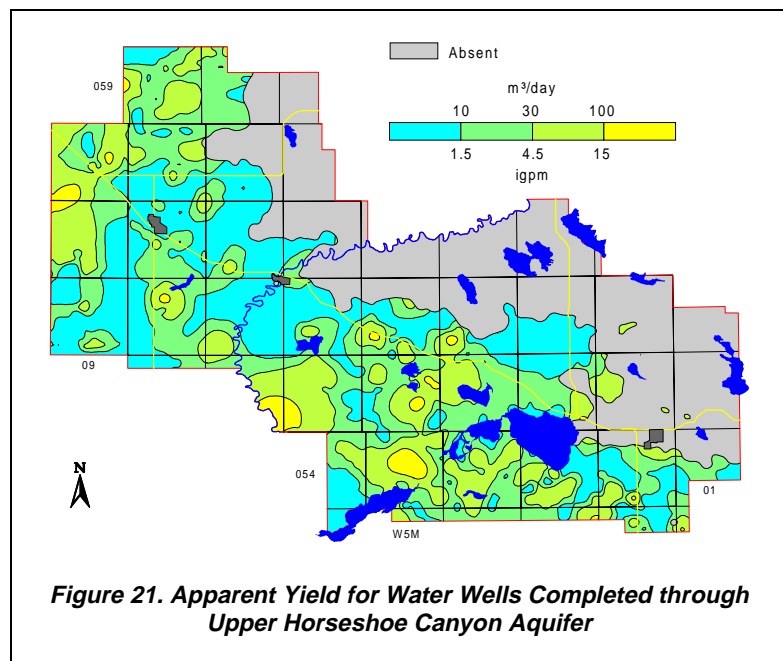 Absent
059
m³/day
10 30 100
1.5 4.5 15
igpm
09
N
054
01
W5M
Figure 21. Apparent Yield for Water Wells Completed through
Upper Horseshoe Canyon Aquifer